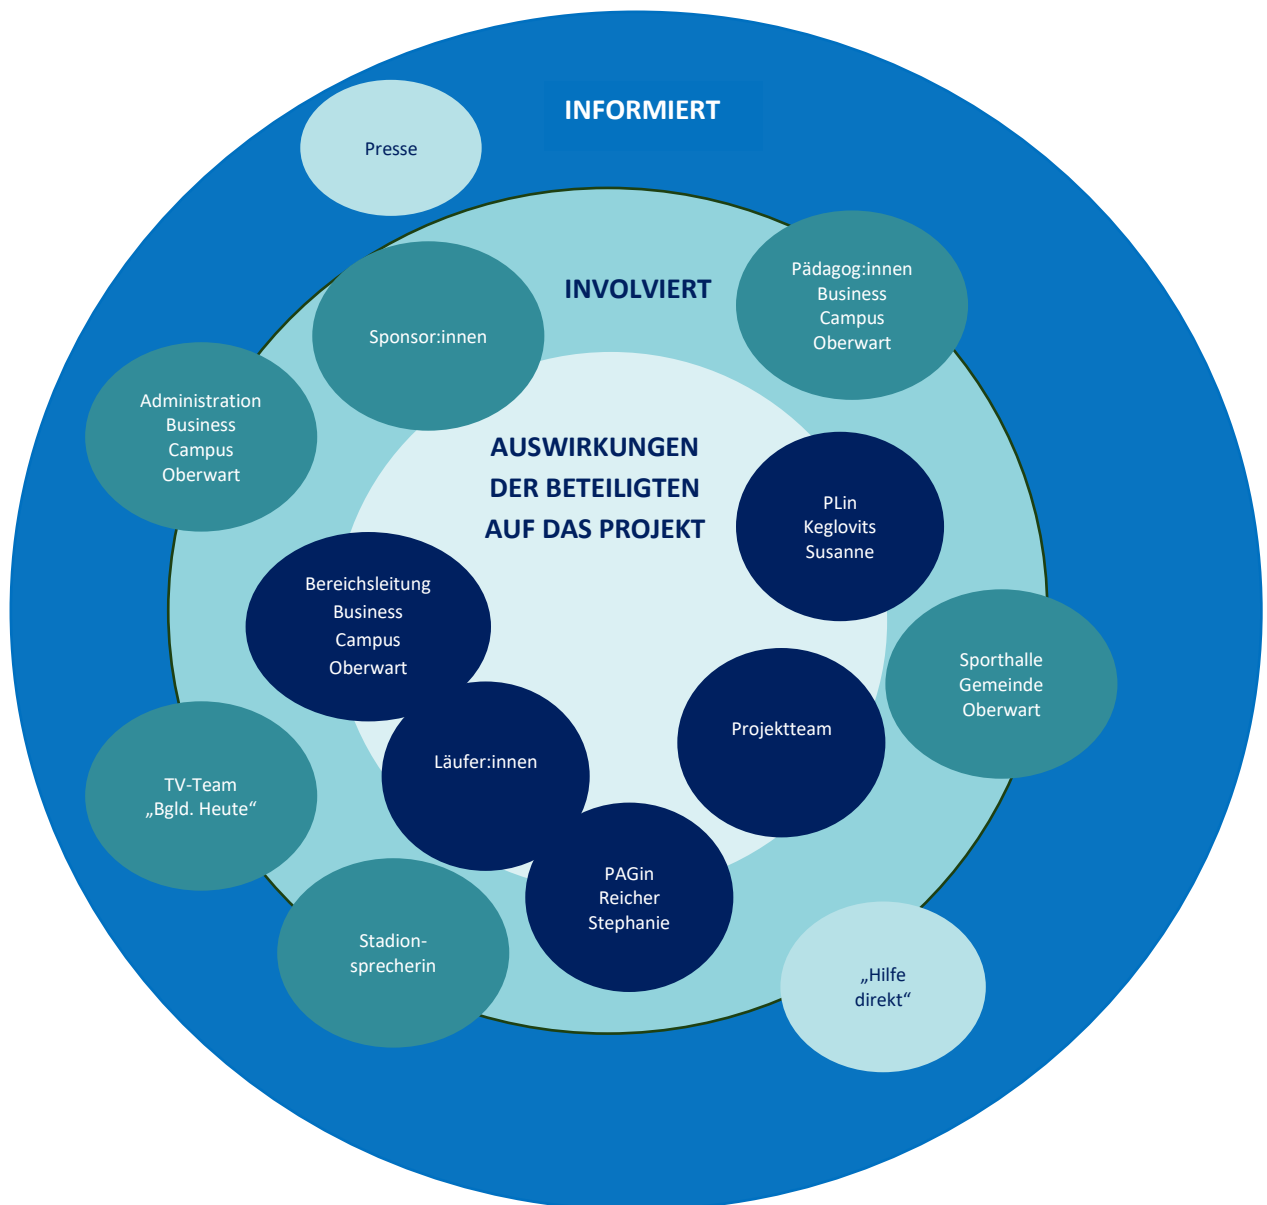 INFORMIERT
Presse
INVOLVIERT
Pädagog:innen
Business
Campus
Oberwart
Sponsor:innen
Administration
Business
Campus
Oberwart
AUSWIRKUNGEN
DER BETEILIGTEN
AUF DAS PROJEKT
PLin
Keglovits
Susanne
Bereichsleitung
Business
Campus
Oberwart
Sporthalle
Gemeinde
Oberwart
Projektteam
Läufer:innen
TV-Team
„Bgld. Heute“
PAGin
Reicher
Stephanie
Stadion-
sprecherin
„Hilfe
direkt“